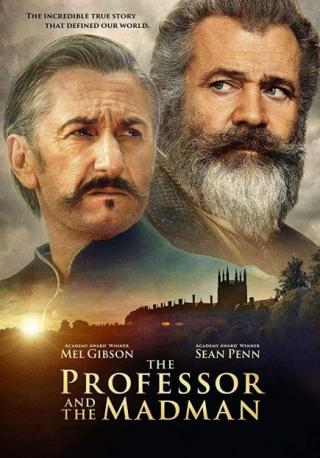 THE INCREDIBLE TRUE STORY
THAT DEFINED OUR WORLD.
ACADEMY AWARD® WINNER
MEL GIBSON
ACADEMY AWARD® WINNER
SEAN PENN
THE
PROFESSOR
AND THE MADMAN